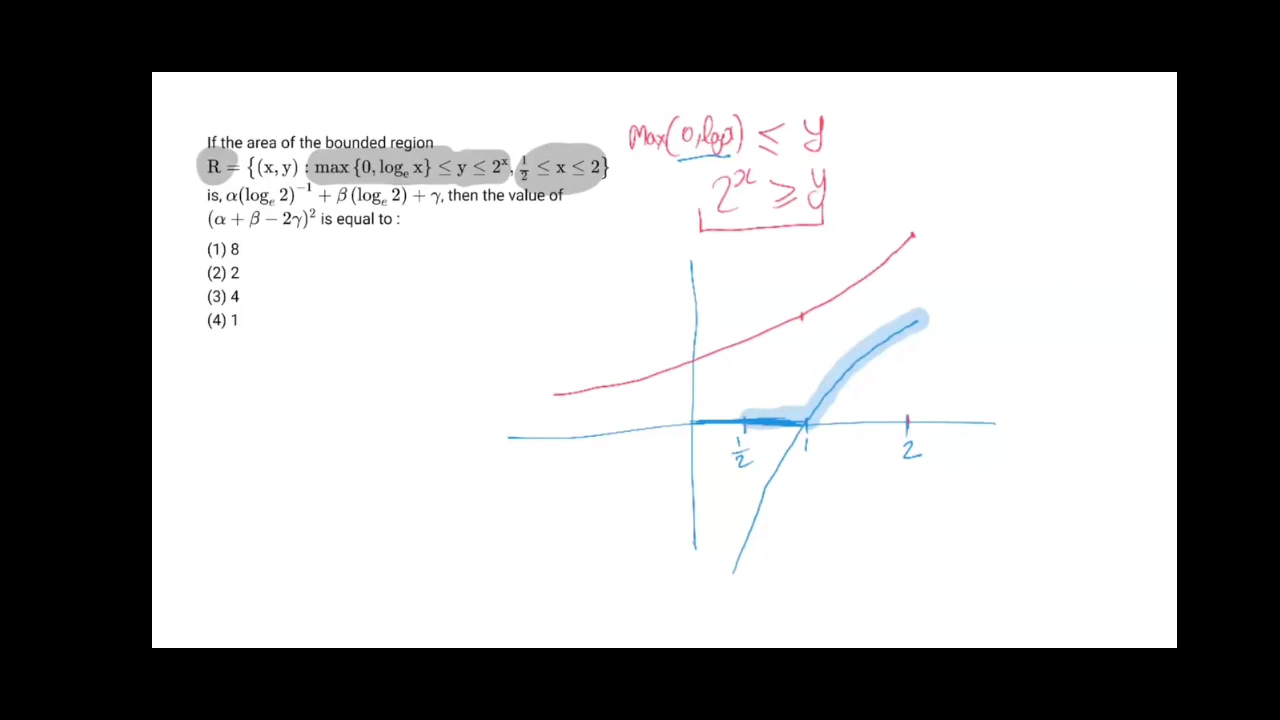 If the area of the bounded region
R = {(x, y) : max {0, logₑ x} ≤ y ≤ 2ˣ, 1/2 ≤ x ≤ 2}
is, α(logₑ 2)⁻¹ + β (logₑ 2) + γ, then the value of
(α + β − 2γ)² is equal to :
(1) 8
(2) 2
(3) 4
(4) 1
Max(0, logx) ≤ y
2ˣ ≥ y
1/2 1 2